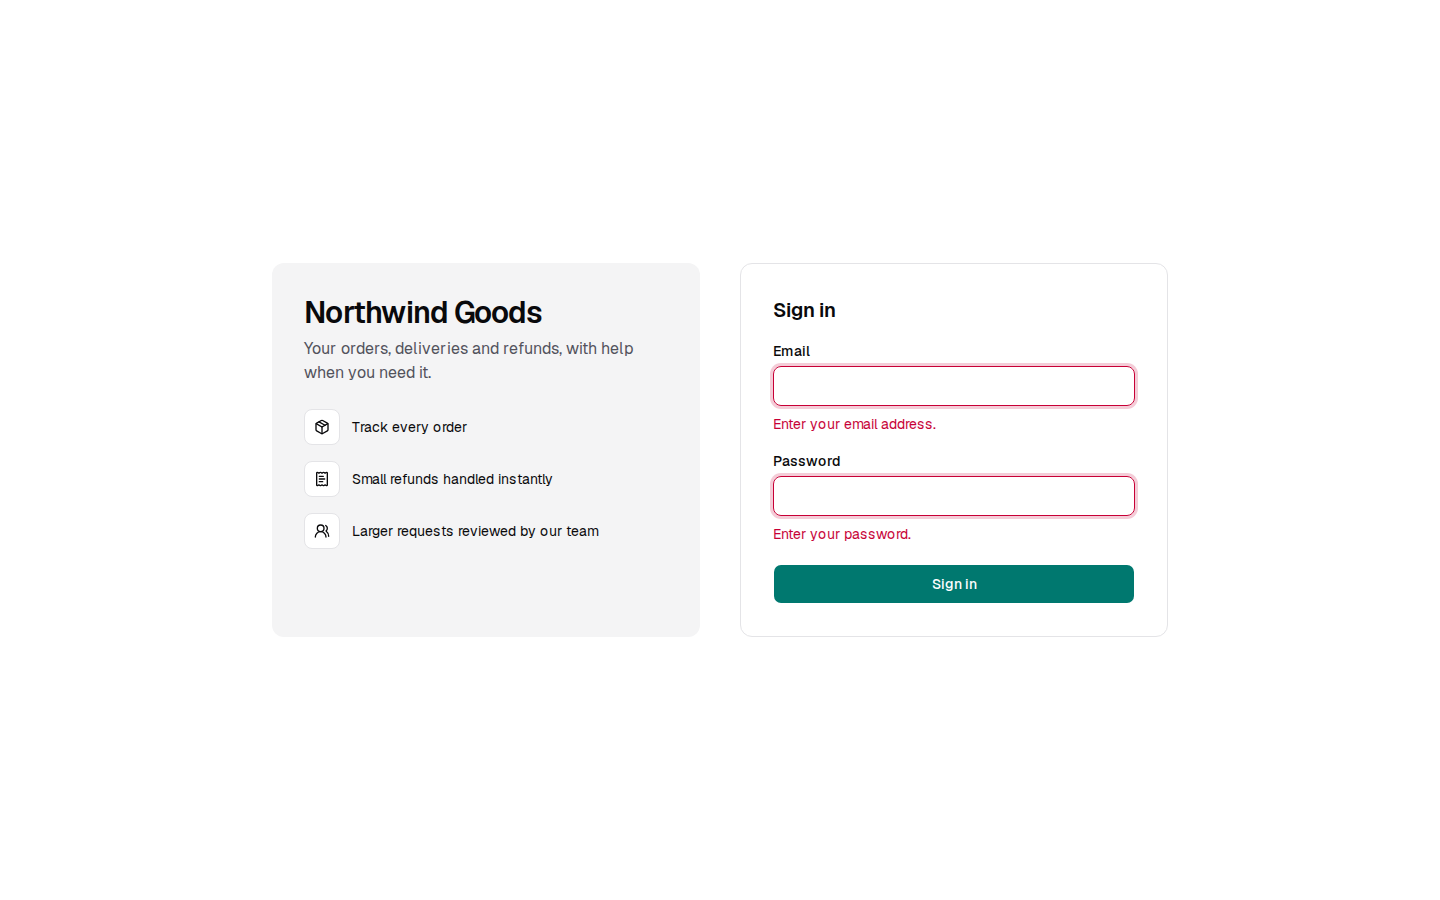 Northwind Goods
Your orders, deliveries and refunds, with help
when you need it.
Track every order
Small refunds handled instantly
Larger requests reviewed by our team
Sign in
Email
Enter your email address.
Password
Enter your password.
Sign in